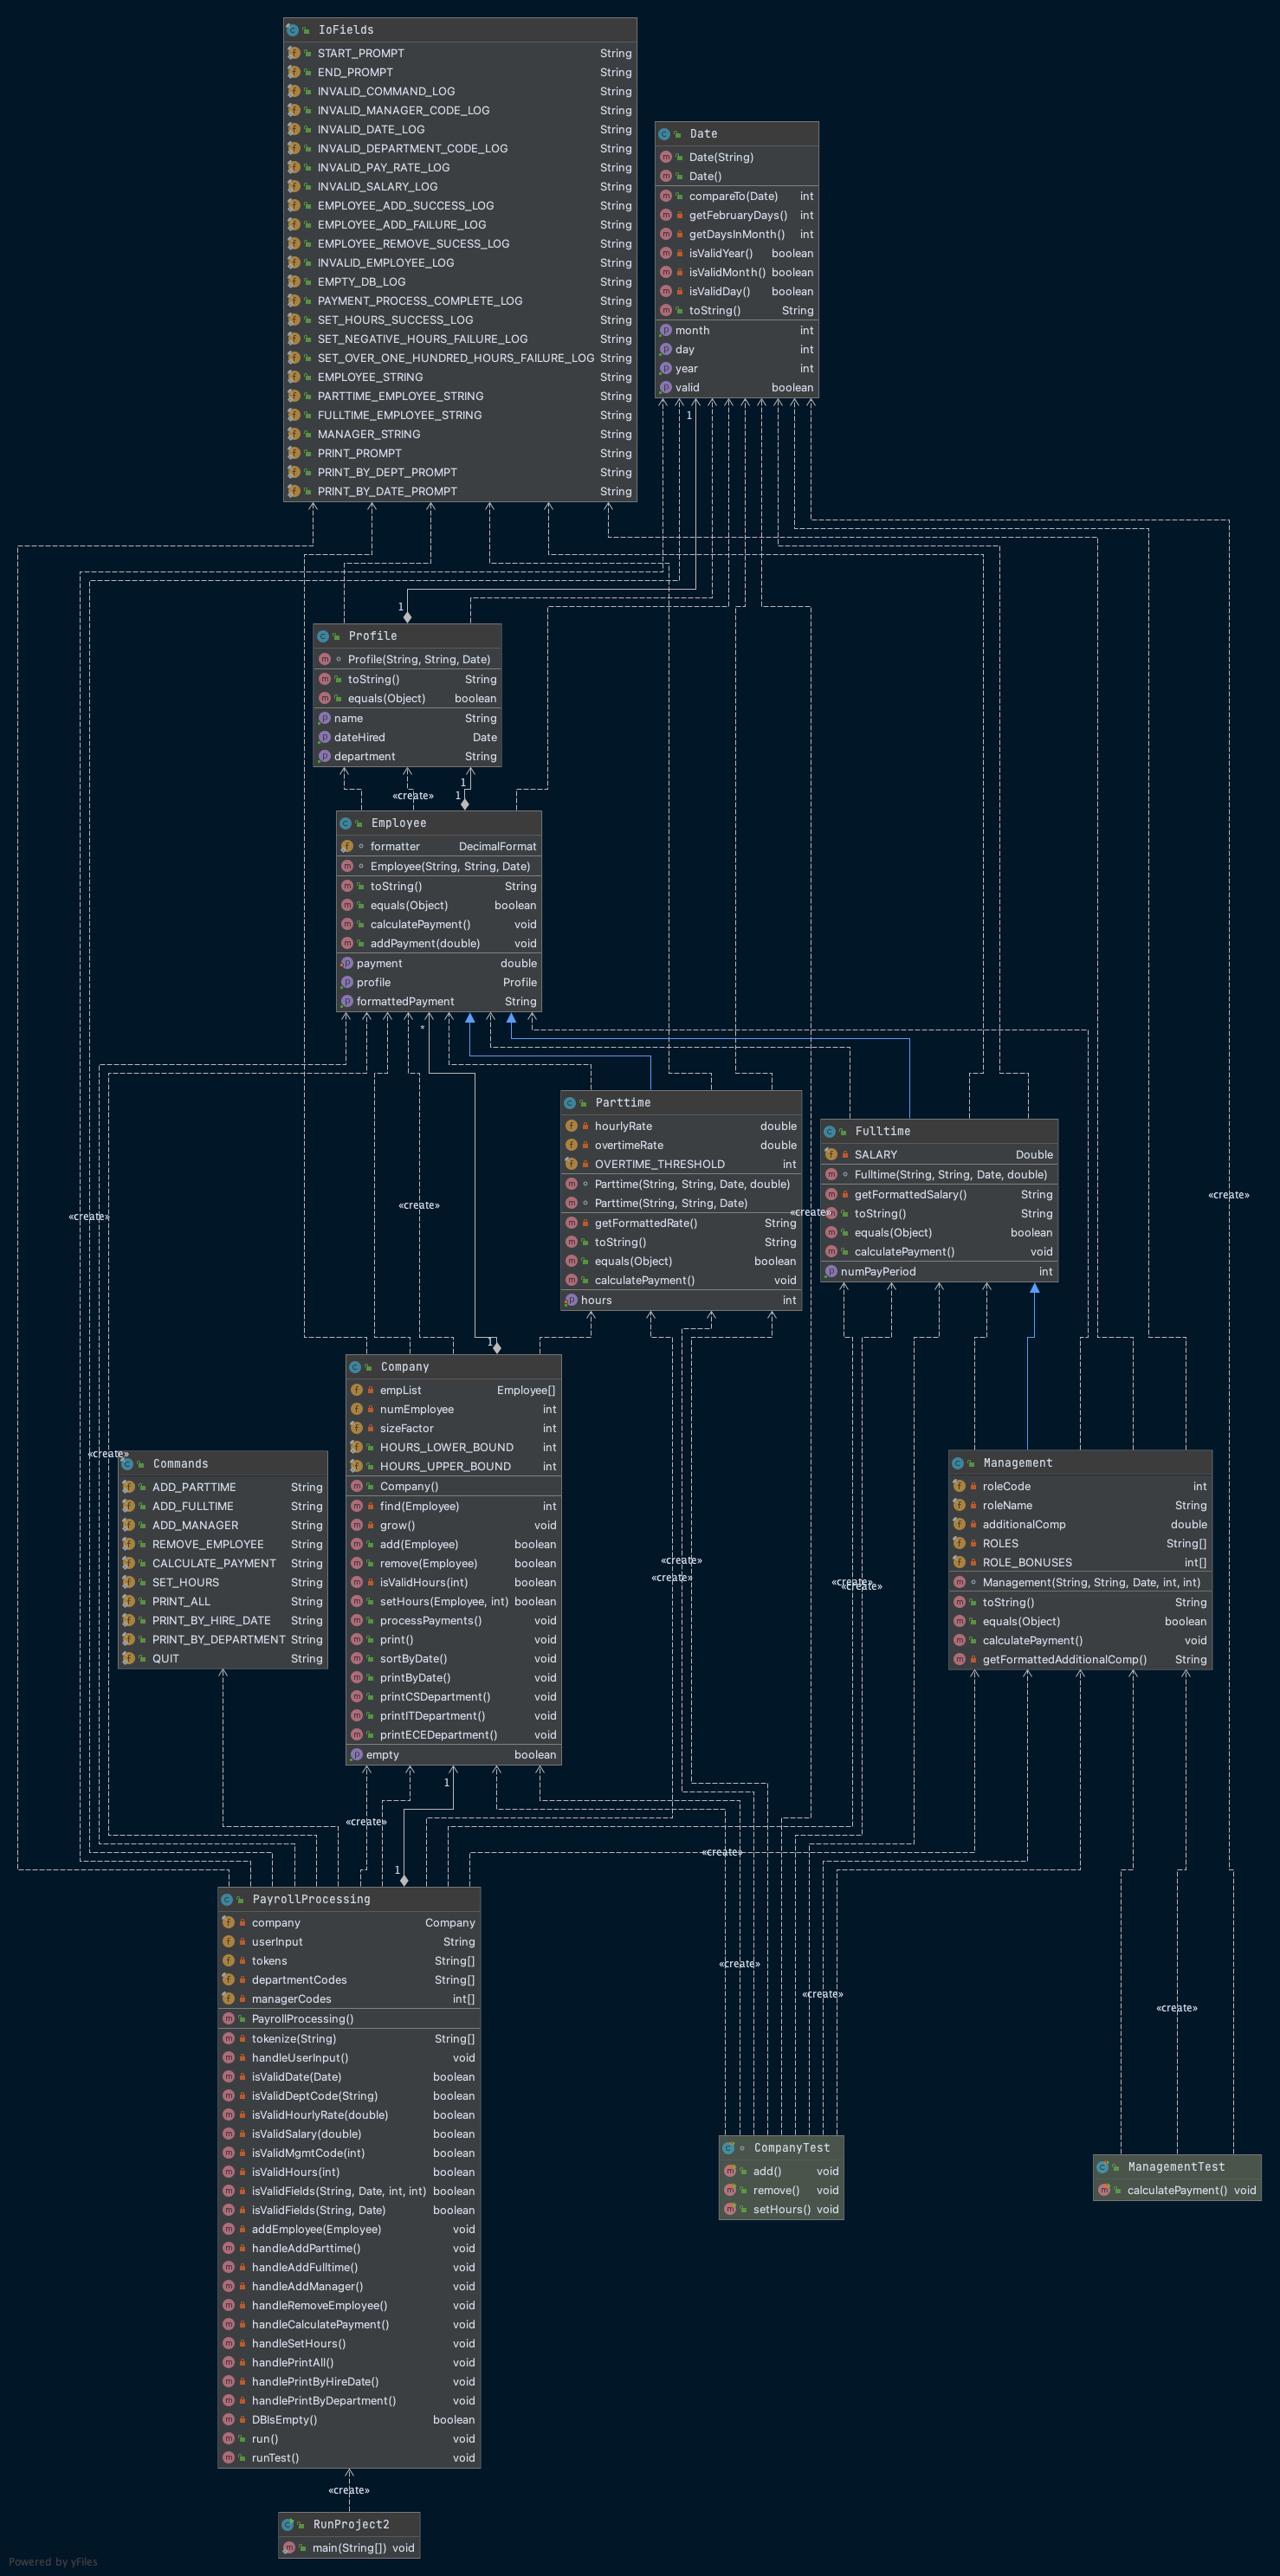 IoFields
START_PROMPT String
END_PROMPT String
INVALID_COMMAND_LOG String
INVALID_MANAGER_CODE_LOG String
INVALID_DATE_LOG String
INVALID_DEPARTMENT_CODE_LOG String
INVALID_PAY_RATE_LOG String
INVALID_SALARY_LOG String
EMPLOYEE_ADD_SUCCESS_LOG String
EMPLOYEE_ADD_FAILURE_LOG String
EMPLOYEE_REMOVE_SUCESS_LOG String
INVALID_EMPLOYEE_LOG String
EMPTY_DB_LOG String
PAYMENT_PROCESS_COMPLETE_LOG String
SET_HOURS_SUCCESS_LOG String
SET_NEGATIVE_HOURS_FAILURE_LOG String
SET_OVER_ONE_HUNDRED_HOURS_FAILURE_LOG String
EMPLOYEE_STRING String
PARTTIME_EMPLOYEE_STRING String
FULLTIME_EMPLOYEE_STRING String
MANAGER_STRING String
PRINT_PROMPT String
PRINT_BY_DEPT_PROMPT String
PRINT_BY_DATE_PROMPT String
Date
Date(String)
Date()
compareTo(Date) int
getFebruaryDays() int
getDaysInMonth() int
isValidYear() boolean
isValidMonth() boolean
isValidDay() boolean
toString() String
month int
day int
year int
valid boolean
1
1
Profile
Profile(String, String, Date)
toString() String
equals(Object) boolean
name String
dateHired Date
department String
1
«create»
1
Employee
formatter DecimalFormat
Employee(String, String, Date)
toString() String
equals(Object) boolean
calculatePayment() void
addPayment(double) void
payment double
profile Profile
formattedPayment String
*
Parttime
hourlyRate double
overtimeRate double
OVERTIME_THRESHOLD int
Parttime(String, String, Date, double)
Parttime(String, String, Date)
getFormattedRate() String
toString() String
equals(Object) boolean
calculatePayment() void
hours int
Fulltime
SALARY Double
Fulltime(String, String, Date, double)
getFormattedSalary() String
toString() String
equals(Object) boolean
calculatePayment() void
numPayPeriod int
«create»
«create»
«create»
«create»
1
Company
empList Employee[]
numEmployee int
sizeFactor int
HOURS_LOWER_BOUND int
HOURS_UPPER_BOUND int
Company()
find(Employee) int
grow() void
add(Employee) boolean
remove(Employee) boolean
isValidHours(int) boolean
setHours(Employee, int) boolean
processPayments() void
print() void
sortByDate() void
printByDate() void
printCSDepartment() void
printITDepartment() void
printECEDepartment() void
empty boolean
«create»
Commands
ADD_PARTTIME String
ADD_FULLTIME String
ADD_MANAGER String
REMOVE_EMPLOYEE String
CALCULATE_PAYMENT String
SET_HOURS String
PRINT_ALL String
PRINT_BY_HIRE_DATE String
PRINT_BY_DEPARTMENT String
QUIT String
Management
roleCode int
roleName String
additionalComp double
ROLES String[]
ROLE_BONUSES int[]
Management(String, String, Date, int, int)
toString() String
equals(Object) boolean
calculatePayment() void
getFormattedAdditionalComp() String
«create»
«create»
«create»
«create»
1
«create»
«create»
1
PayrollProcessing
company Company
userInput String
tokens String[]
departmentCodes String[]
managerCodes int[]
PayrollProcessing()
tokenize(String) String[]
handleUserInput() void
isValidDate(Date) boolean
isValidDeptCode(String) boolean
isValidHourlyRate(double) boolean
isValidSalary(double) boolean
isValidMgmtCode(int) boolean
isValidHours(int) boolean
isValidFields(String, Date, int, int) boolean
isValidFields(String, Date) boolean
addEmployee(Employee) void
handleAddParttime() void
handleAddFulltime() void
handleAddManager() void
handleRemoveEmployee() void
handleCalculatePayment() void
handleSetHours() void
handlePrintAll() void
handlePrintByHireDate() void
handlePrintByDepartment() void
DBIsEmpty() boolean
run() void
runTest() void
«create»
«create»
«create»
CompanyTest
add() void
remove() void
setHours() void
ManagementTest
calculatePayment() void
«create»
RunProject2
main(String[]) void
Powered by yFiles